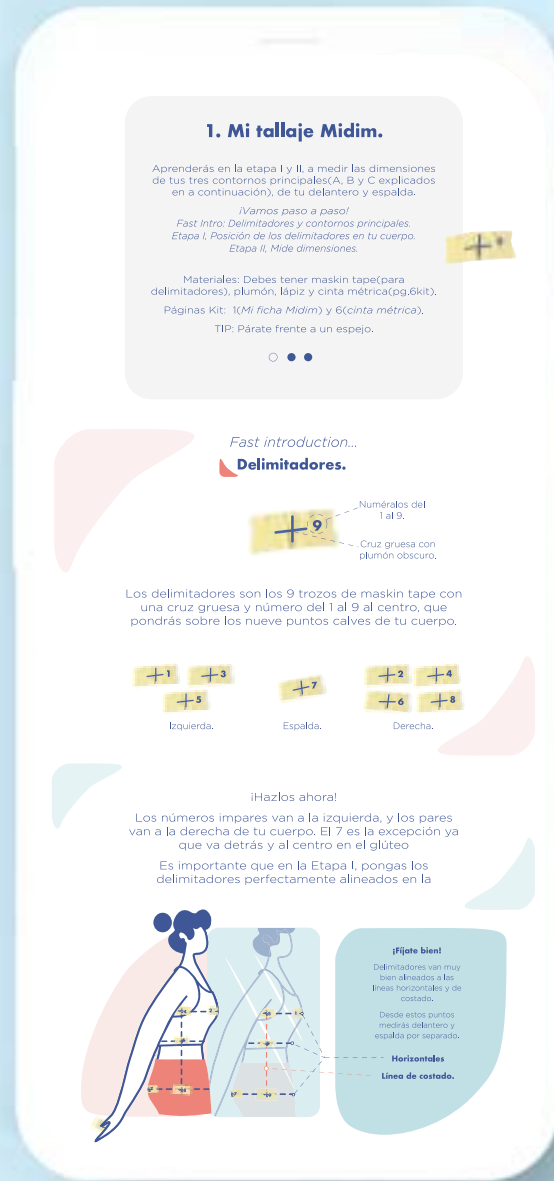 1. Mi tallaje Midim.
Aprenderás en la etapa I y II, a medir las dimensiones
de tus tres contornos principales(A, B y C explicados
en a continuación), de tu delantero y espalda.
¡Vamos paso a paso!
Fast Intro: Delimitadores y contornos principales.
Etapa I, Posición de los delimitadores en tu cuerpo.
Etapa II, Mide dimensiones.
Materiales: Debes tener maskin tape(para
delimitadores), plumón, lápiz y cinta métrica(pg.6kit).
Páginas Kit: 1(Mi ficha Midim) y 6(cinta métrica).
TIP: Párate frente a un espejo.
Fast introduction...
Delimitadores.
9
Numéralos del
1 al 9.
Cruz gruesa con
plumón obscuro.
Los delimitadores son los 9 trozos de maskin tape con
una cruz gruesa y número del 1 al 9 al centro, que
pondrás sobre los nueve puntos calves de tu cuerpo.
1 3
5
7
2 4
6 8
Izquierda. Espalda. Derecha.
¡Hazlos ahora!
Los números impares van a la izquierda, y los pares
van a la derecha de tu cuerpo. El 7 es la excepción ya
que va detrás y al centro en el glúteo
Es importante que en la Etapa I, pongas los
delimitadores perfectamente alineados en la
¡Fíjate bien!
Delimitadores van muy
bien alineados a las
líneas horizontales y de
costado.
Desde estos puntos
medirás delantero y
espalda por separado.
Horizontales
Línea de costado.